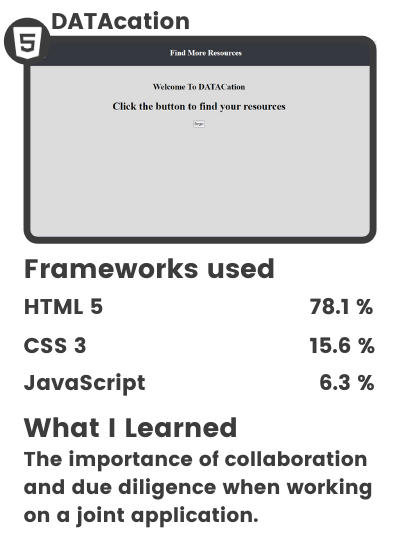 DATAcation
5
Find More Resources
Welcome To DATACation
Click the button to find your resources
Begin
Frameworks used
HTML 5 78.1 %
CSS 3 15.6 %
JavaScript 6.3 %
What I Learned
The importance of collaboration
and due diligence when working
on a joint application.